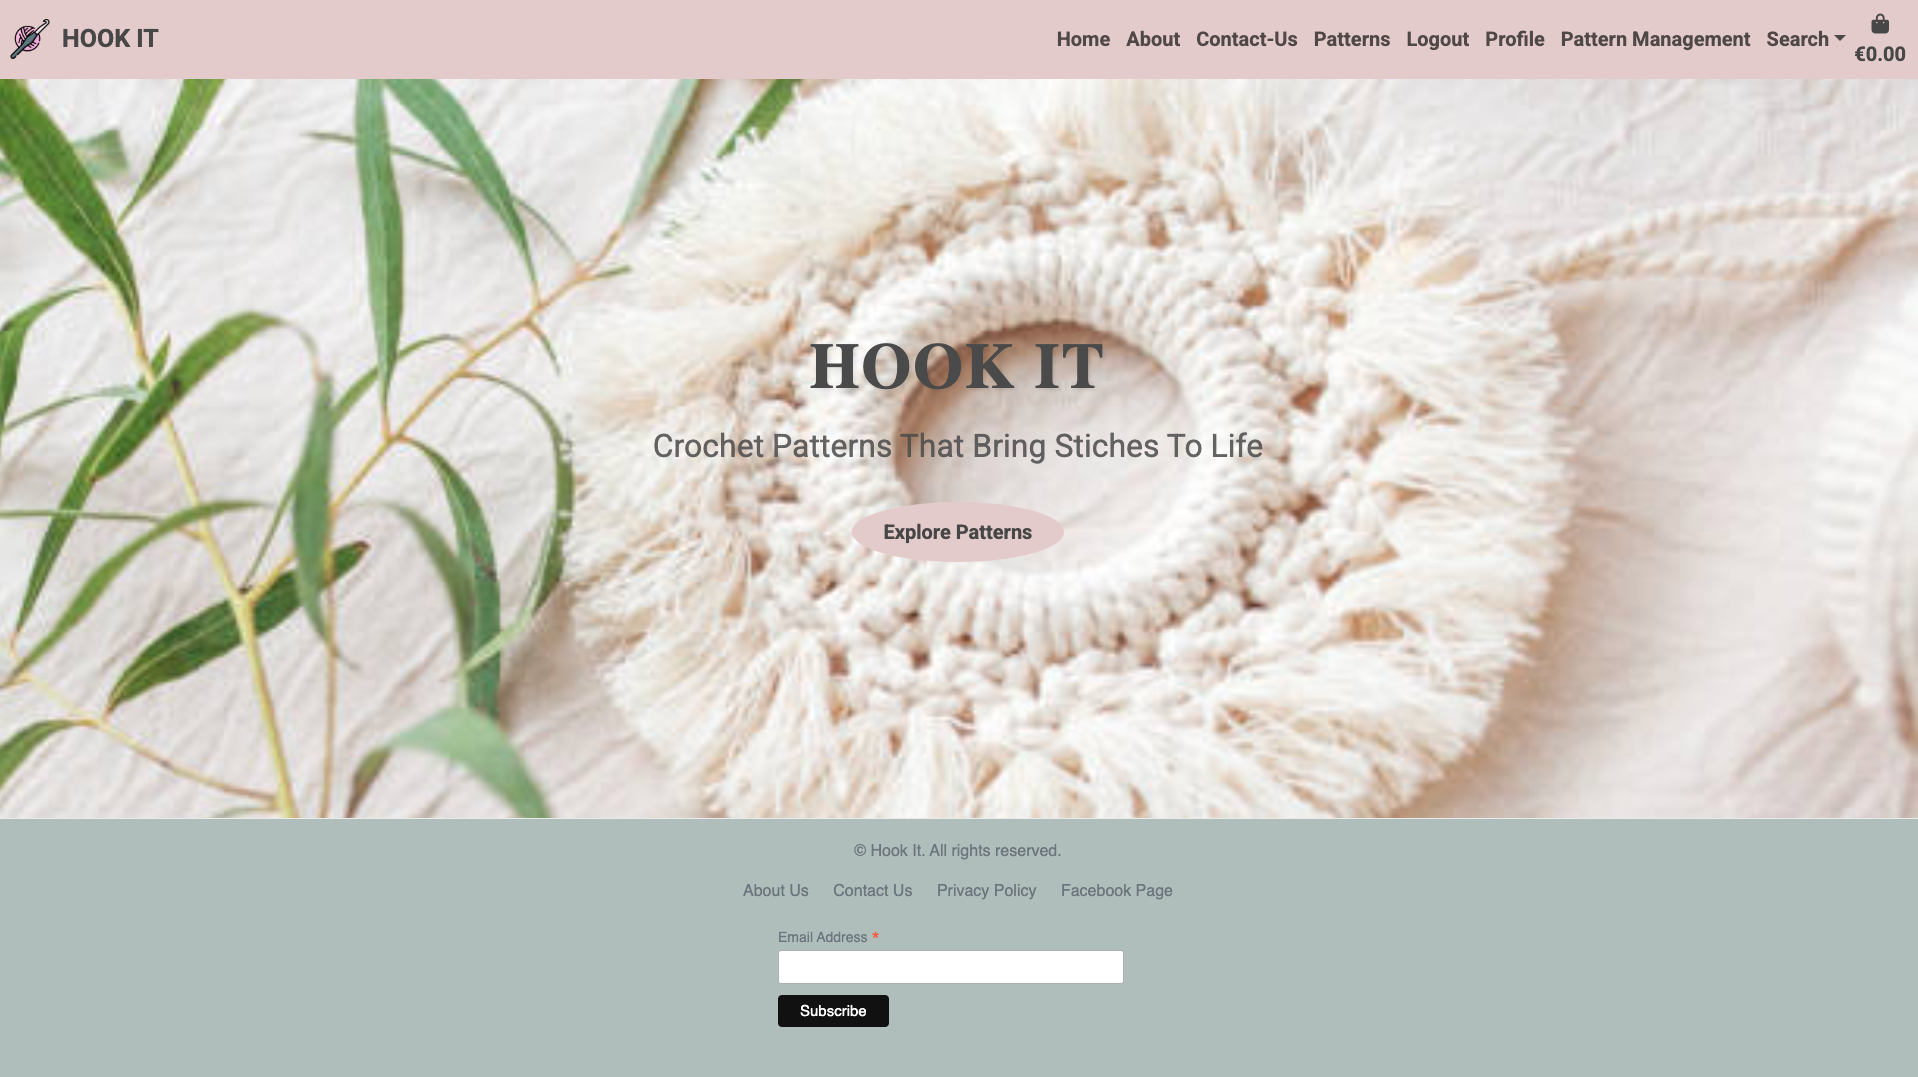 HOOK IT
Home About Contact-Us Patterns Logout Profile Pattern Management Search
€0.00
HOOK IT
Crochet Patterns That Bring Stiches To Life
Explore Patterns
© Hook It. All rights reserved.
About Us Contact Us Privacy Policy Facebook Page
Email Address *
Subscribe